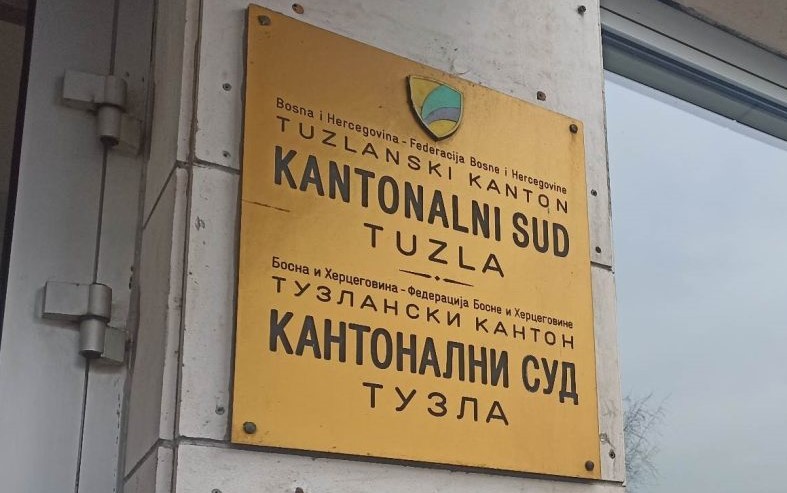 Bosna i Hercegovina - Federacija Bosne i Hercegovine
TUZLANSKI KANTON
KANTONALNI SUD
TUZLA
Босна и Херцеговина - Федерација Босне и Херцеговине
ТУЗЛАНСКИ КАНТОН
КАНТОНАЛНИ СУД
ТУЗЛА